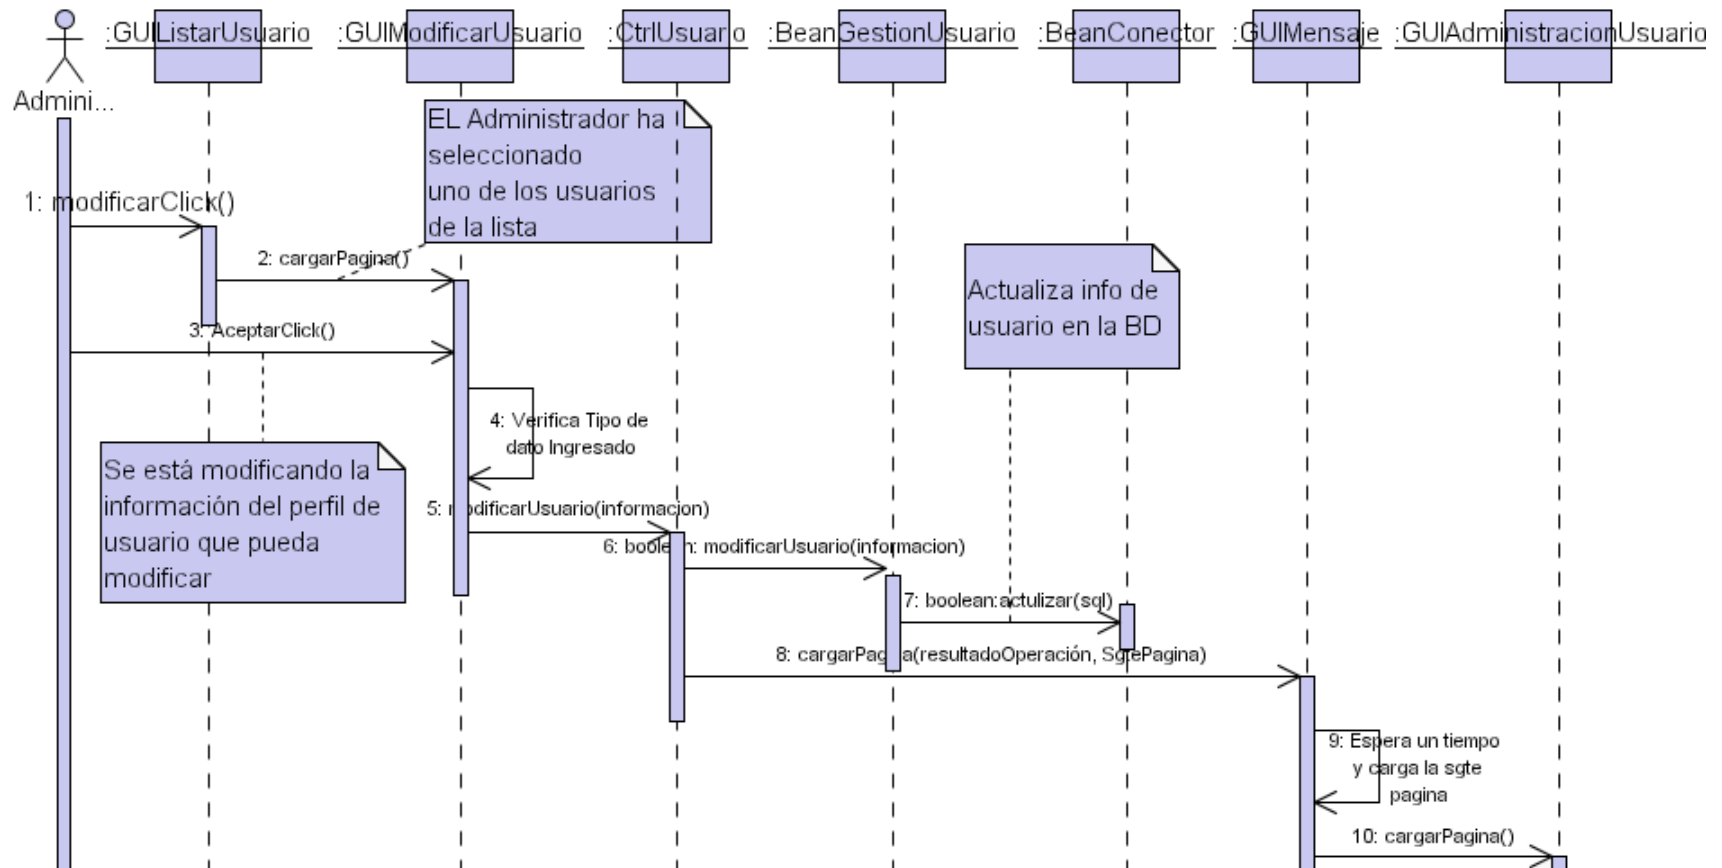 :GUIListarUsuario
:GUIModificarUsuario
:CtrlUsuario
:BeanGestionUsuario
:BeanConector
:GUIMensaje
:GUIAdministracionUsuario
Admini...
EL Administrador ha
seleccionado
uno de los usuarios
de la lista
1: modificarClick()
2: cargarPagina()
Actualiza info de
usuario en la BD
3: AceptarClick()
4: Verifica Tipo de
dato Ingresado
Se está modificando la
información del perfil de
usuario que pueda
modificar
5: modificarUsuario(informacion)
6: boolean: modificarUsuario(informacion)
7: boolean:actulizar(sql)
8: cargarPagina(resultadoOperación, SgtePagina)
9: Espera un tiempo
y carga la sgte
pagina
10: cargarPagina()